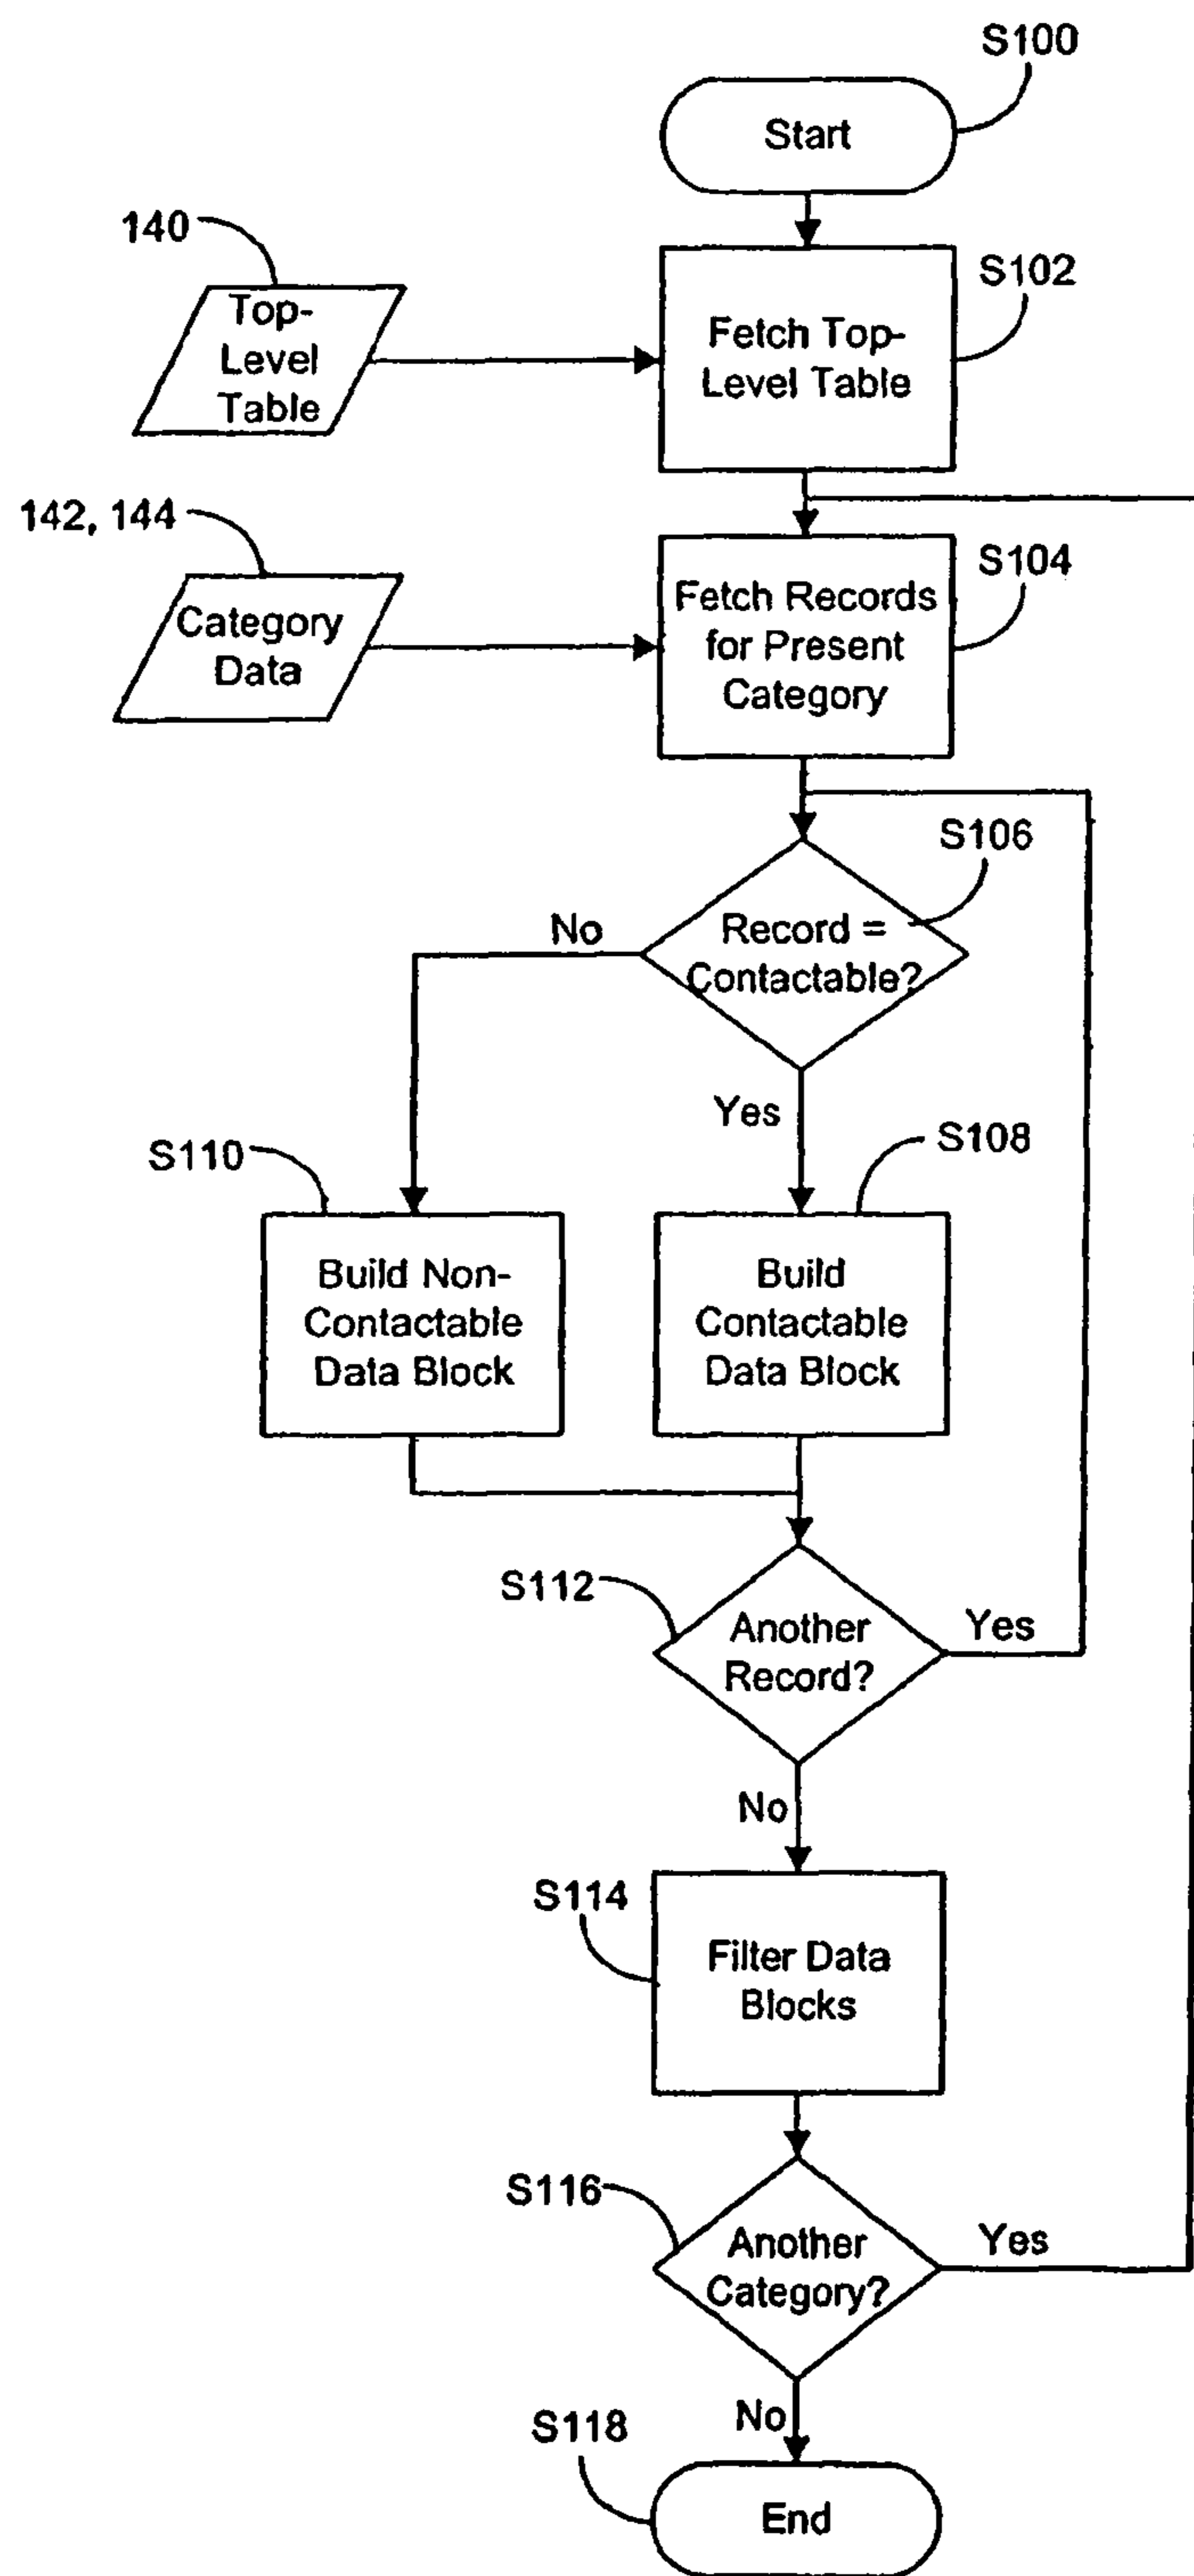 S100
Start
140
S102
Top-
Level
Table
Fetch Top-
Level Table
142, 144
S104
Category
Data
Fetch Records
for Present
Category
S106
No
Record =
Contactable?
Yes
S110
S108
Build Non-
Contactable
Data Block
Build
Contactable
Data Block
S112
Another
Record?
Yes
No
S114
Filter Data
Blocks
S116
Another
Category?
Yes
No
S118
End